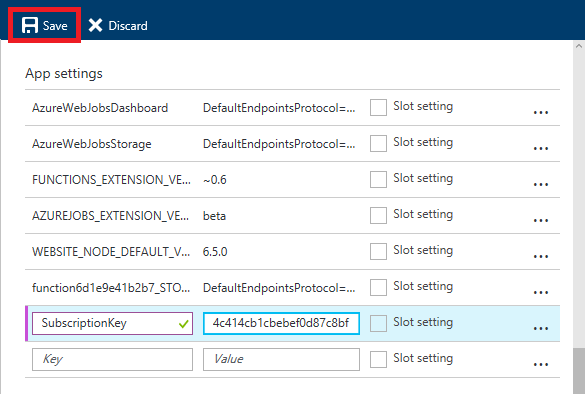 Save Discard
App settings
AzureWebJobsDashboard DefaultEndpointsProtocol=... Slot setting ...
AzureWebJobsStorage DefaultEndpointsProtocol=... Slot setting ...
FUNCTIONS_EXTENSION_VE... ~0.6 Slot setting ...
AZUREJOBS_EXTENSION_VE... beta Slot setting ...
WEBSITE_NODE_DEFAULT_V... 6.5.0 Slot setting ...
function6d1e9e41b2b7_STO... DefaultEndpointsProtocol=... Slot setting ...
SubscriptionKey 4c414cb1cbebef0d87c8bf Slot setting ...
Key Value Slot setting ...